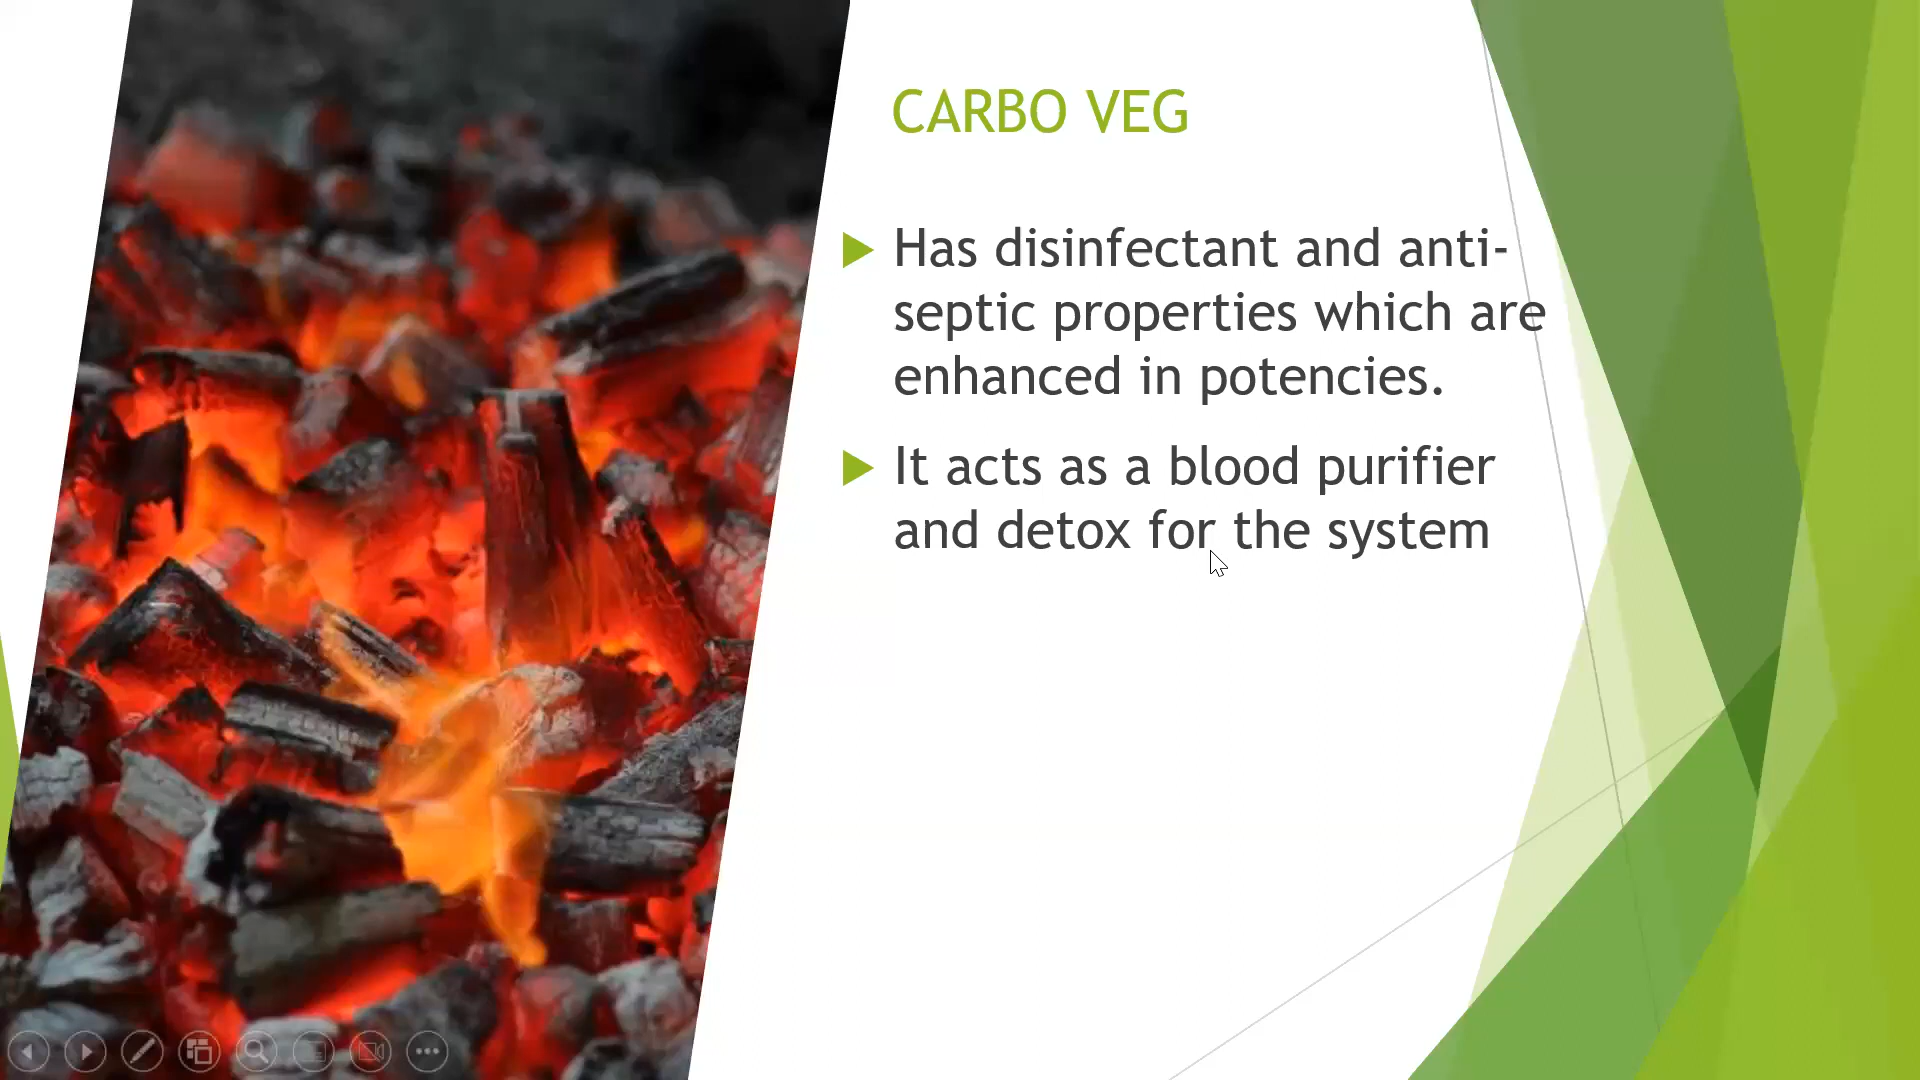 CARBO VEG
Has disinfectant and anti-
septic properties which are
enhanced in potencies.
It acts as a blood purifier
and detox for the system